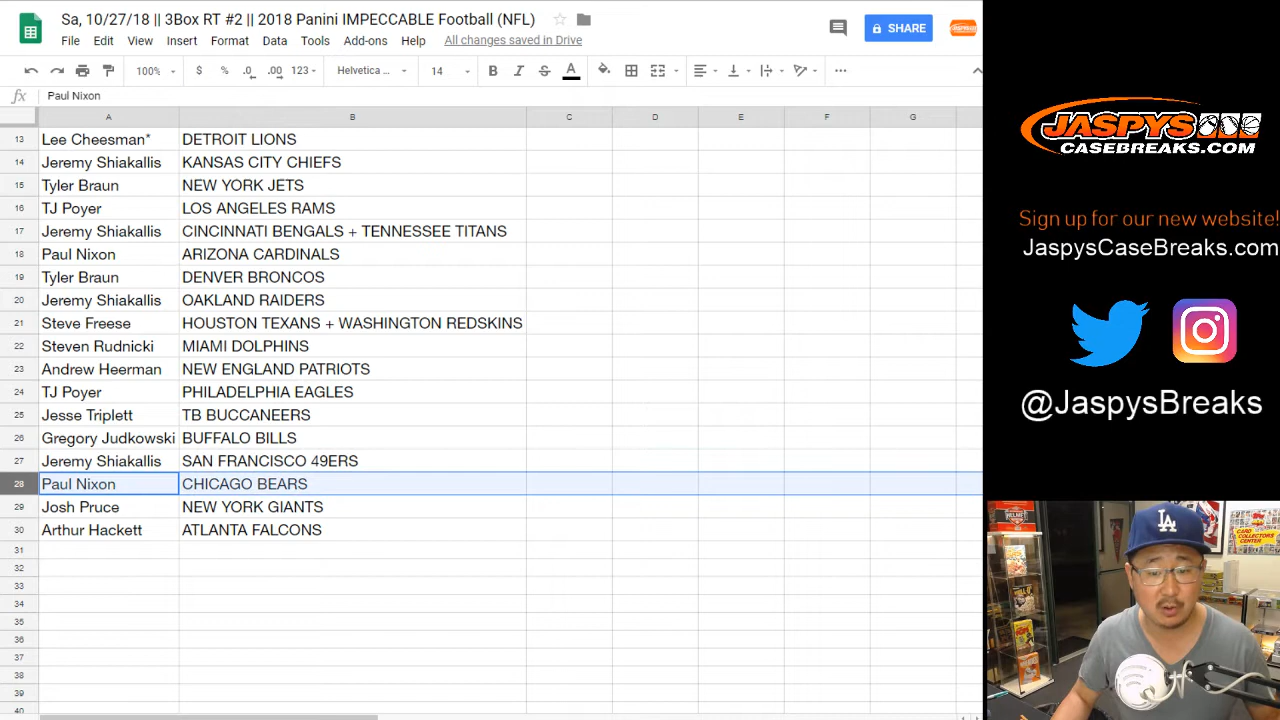 Sa, 10/27/18 || 3Box RT #2 || 2018 Panini IMPECCABLE Football (NFL)
File Edit View Insert Format Data Tools Add-ons Help All changes saved in Drive
SHARE
100% $ % .0 .00 123 Helvetica ... 14 B I S A
fx Paul Nixon
A B C D E F G
13 Lee Cheesman* DETROIT LIONS
14 Jeremy Shiakallis KANSAS CITY CHIEFS
15 Tyler Braun NEW YORK JETS
16 TJ Poyer LOS ANGELES RAMS
17 Jeremy Shiakallis CINCINNATI BENGALS + TENNESSEE TITANS
18 Paul Nixon ARIZONA CARDINALS
19 Tyler Braun DENVER BRONCOS
20 Jeremy Shiakallis OAKLAND RAIDERS
21 Steve Freese HOUSTON TEXANS + WASHINGTON REDSKINS
22 Steven Rudnicki MIAMI DOLPHINS
23 Andrew Heerman NEW ENGLAND PATRIOTS
24 TJ Poyer PHILADELPHIA EAGLES
25 Jesse Triplett TB BUCCANEERS
26 Gregory Judkowski BUFFALO BILLS
27 Jeremy Shiakallis SAN FRANCISCO 49ERS
28 Paul Nixon CHICAGO BEARS
29 Josh Pruce NEW YORK GIANTS
30 Arthur Hackett ATLANTA FALCONS
31
32
33
34
35
36
37
38
39
40
JASPYS
CASEBREAKS.COM
Sign up for our new website!
JaspysCaseBreaks.com
@JaspysBreaks
LA
CARD
COLLECTORS
CENTER